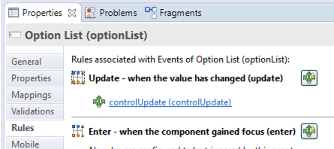 Properties Problems Fragments
Option List (optionList)
General
Properties
Mappings
Validations
Rules
Mobile
Rules associated with Events of Option List (optionList):
Update - when the value has changed (update)
controlUpdate (controlUpdate)
Enter - when the component gained focus (enter)